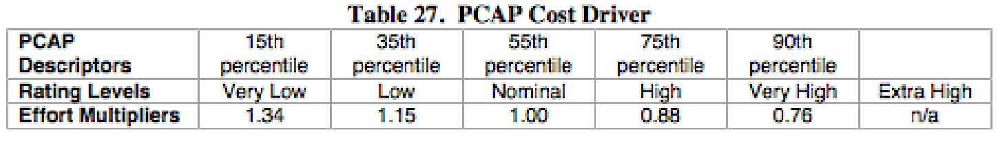 Table 27. PCAP Cost Driver
PCAP Descriptors 15th percentile 35th percentile 55th percentile 75th percentile 90th percentile
Rating Levels Very Low Low Nominal High Very High Extra High
Effort Multipliers 1.34 1.15 1.00 0.88 0.76 n/a